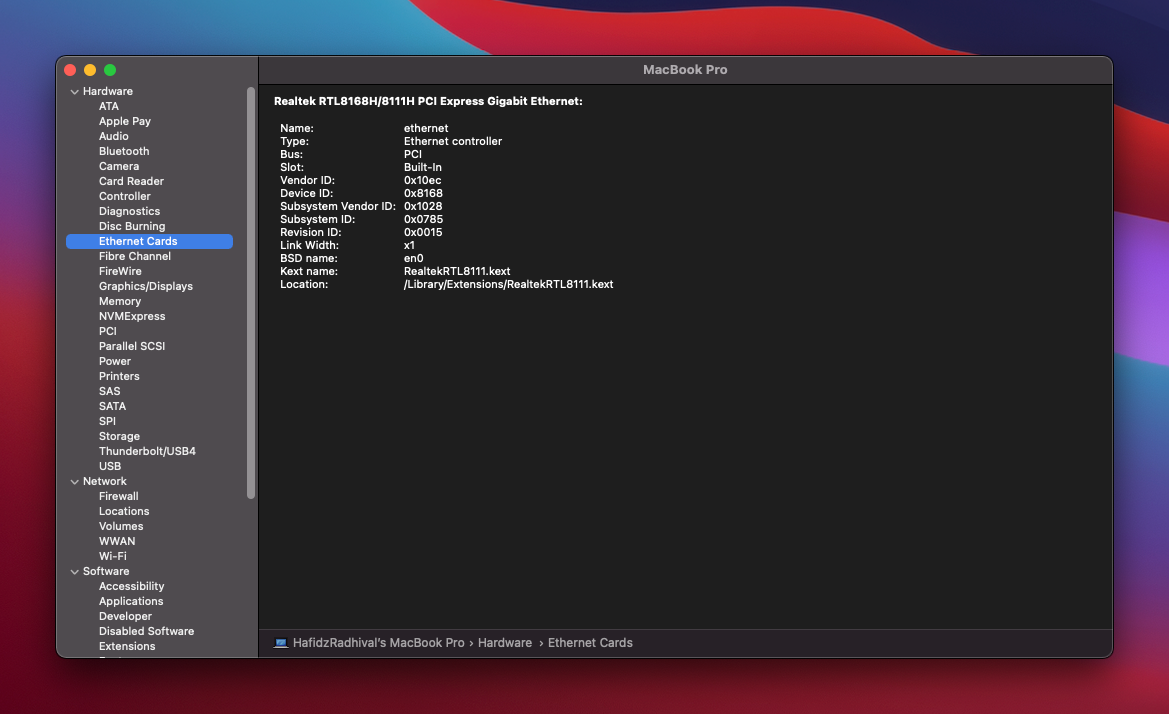 MacBook Pro
Hardware
ATA
Apple Pay
Audio
Bluetooth
Camera
Card Reader
Controller
Diagnostics
Disc Burning
Ethernet Cards
Fibre Channel
FireWire
Graphics/Displays
Memory
NVMExpress
PCI
Parallel SCSI
Power
Printers
SAS
SATA
SPI
Storage
Thunderbolt/USB4
USB
Network
Firewall
Locations
Volumes
WWAN
Wi-Fi
Software
Accessibility
Applications
Developer
Disabled Software
Extensions
Realtek RTL8168H/8111H PCI Express Gigabit Ethernet:
Name: ethernet
Type: Ethernet controller
Bus: PCI
Slot: Built-In
Vendor ID: 0x10ec
Device ID: 0x8168
Subsystem Vendor ID: 0x1028
Subsystem ID: 0x0785
Revision ID: 0x0015
Link Width: x1
BSD name: en0
Kext name: RealtekRTL8111.kext
Location: /Library/Extensions/RealtekRTL8111.kext
HafidzRadhival's MacBook Pro › Hardware › Ethernet Cards